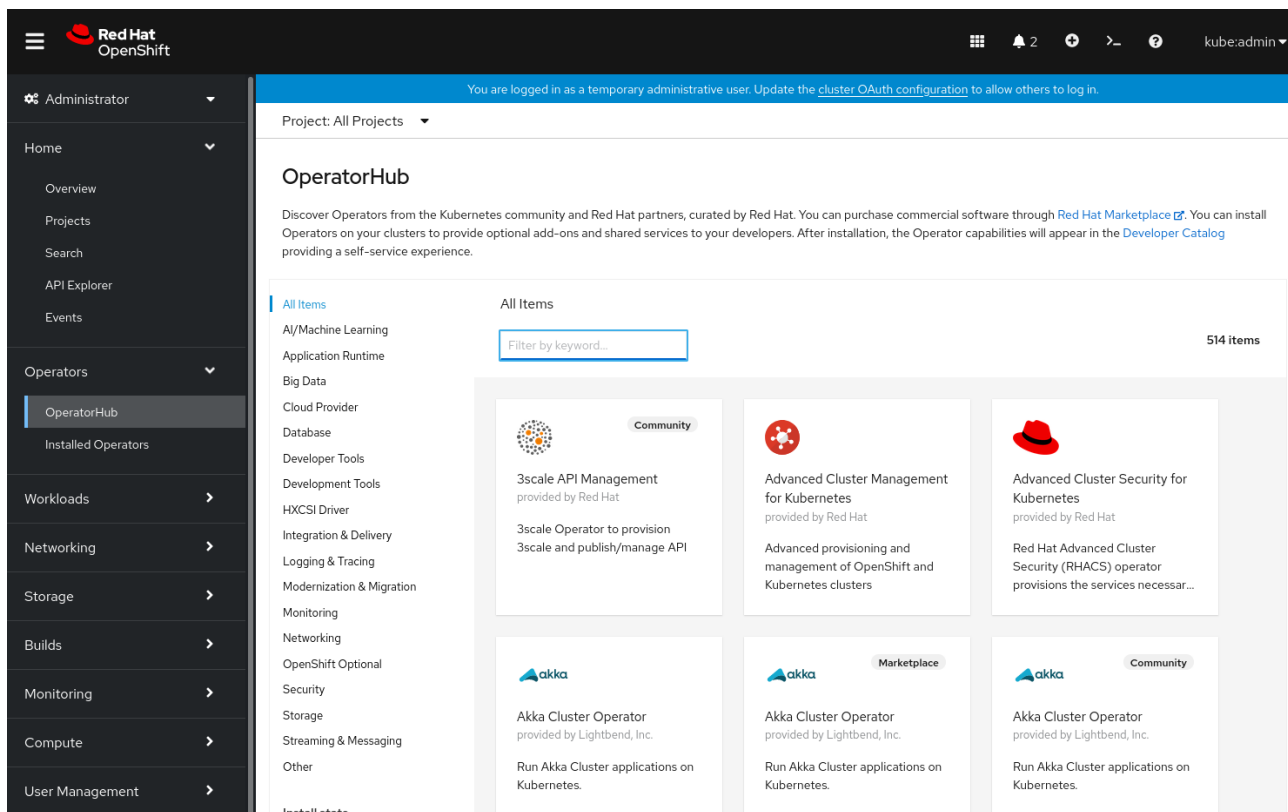 Red Hat
OpenShift
2
kube:admin
Administrator
You are logged in as a temporary administrative user. Update the cluster OAuth configuration to allow others to log in.
Project: All Projects
Home
Overview
Projects
Search
API Explorer
Events
Operators
OperatorHub
Installed Operators
Workloads
Networking
Storage
Builds
Monitoring
Compute
User Management
OperatorHub
Discover Operators from the Kubernetes community and Red Hat partners, curated by Red Hat. You can purchase commercial software through Red Hat Marketplace. You can install
Operators on your clusters to provide optional add-ons and shared services to your developers. After installation, the Operator capabilities will appear in the Developer Catalog
providing a self-service experience.
All Items
AI/Machine Learning
Application Runtime
Big Data
Cloud Provider
Database
Developer Tools
Development Tools
HXCSI Driver
Integration & Delivery
Logging & Tracing
Modernization & Migration
Monitoring
Networking
OpenShift Optional
Security
Storage
Streaming & Messaging
Other
All Items
Filter by keyword...
514 items
Community
3scale API Management
provided by Red Hat
3scale Operator to provision
3scale and publish/manage API
Advanced Cluster Management
for Kubernetes
provided by Red Hat
Advanced provisioning and
management of OpenShift and
Kubernetes clusters
Advanced Cluster Security for
Kubernetes
provided by Red Hat
Red Hat Advanced Cluster
Security (RHACS) operator
provisions the services necessar...
akka
Akka Cluster Operator
provided by Lightbend, Inc.
Run Akka Cluster applications on
Kubernetes.
akka
Marketplace
Akka Cluster Operator
provided by Lightbend, Inc.
Run Akka Cluster applications on
Kubernetes.
akka
Community
Akka Cluster Operator
provided by Lightbend, Inc.
Run Akka Cluster applications on
Kubernetes.